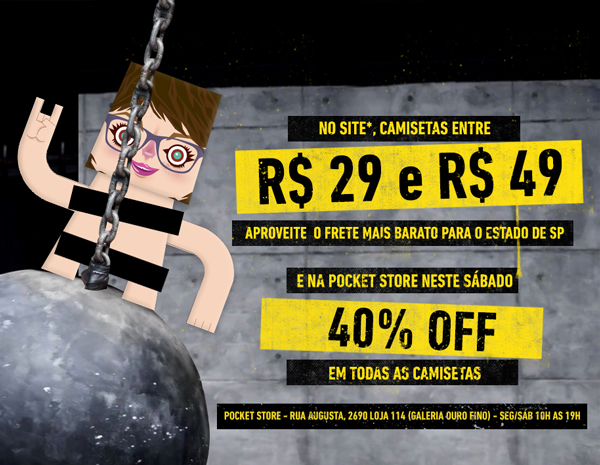 NO SITE*, CAMISETAS ENTRE
R$ 29 e R$ 49
APROVEITE O FRETE MAIS BARATO PARA O ESTADO DE SP
E NA POCKET STORE NESTE SÁBADO
40% OFF
EM TODAS AS CAMISETAS
POCKET STORE - RUA AUGUSTA, 2690 LOJA 114 (GALERIA OURO FINO) - SEG/SÁB 10H AS 19H